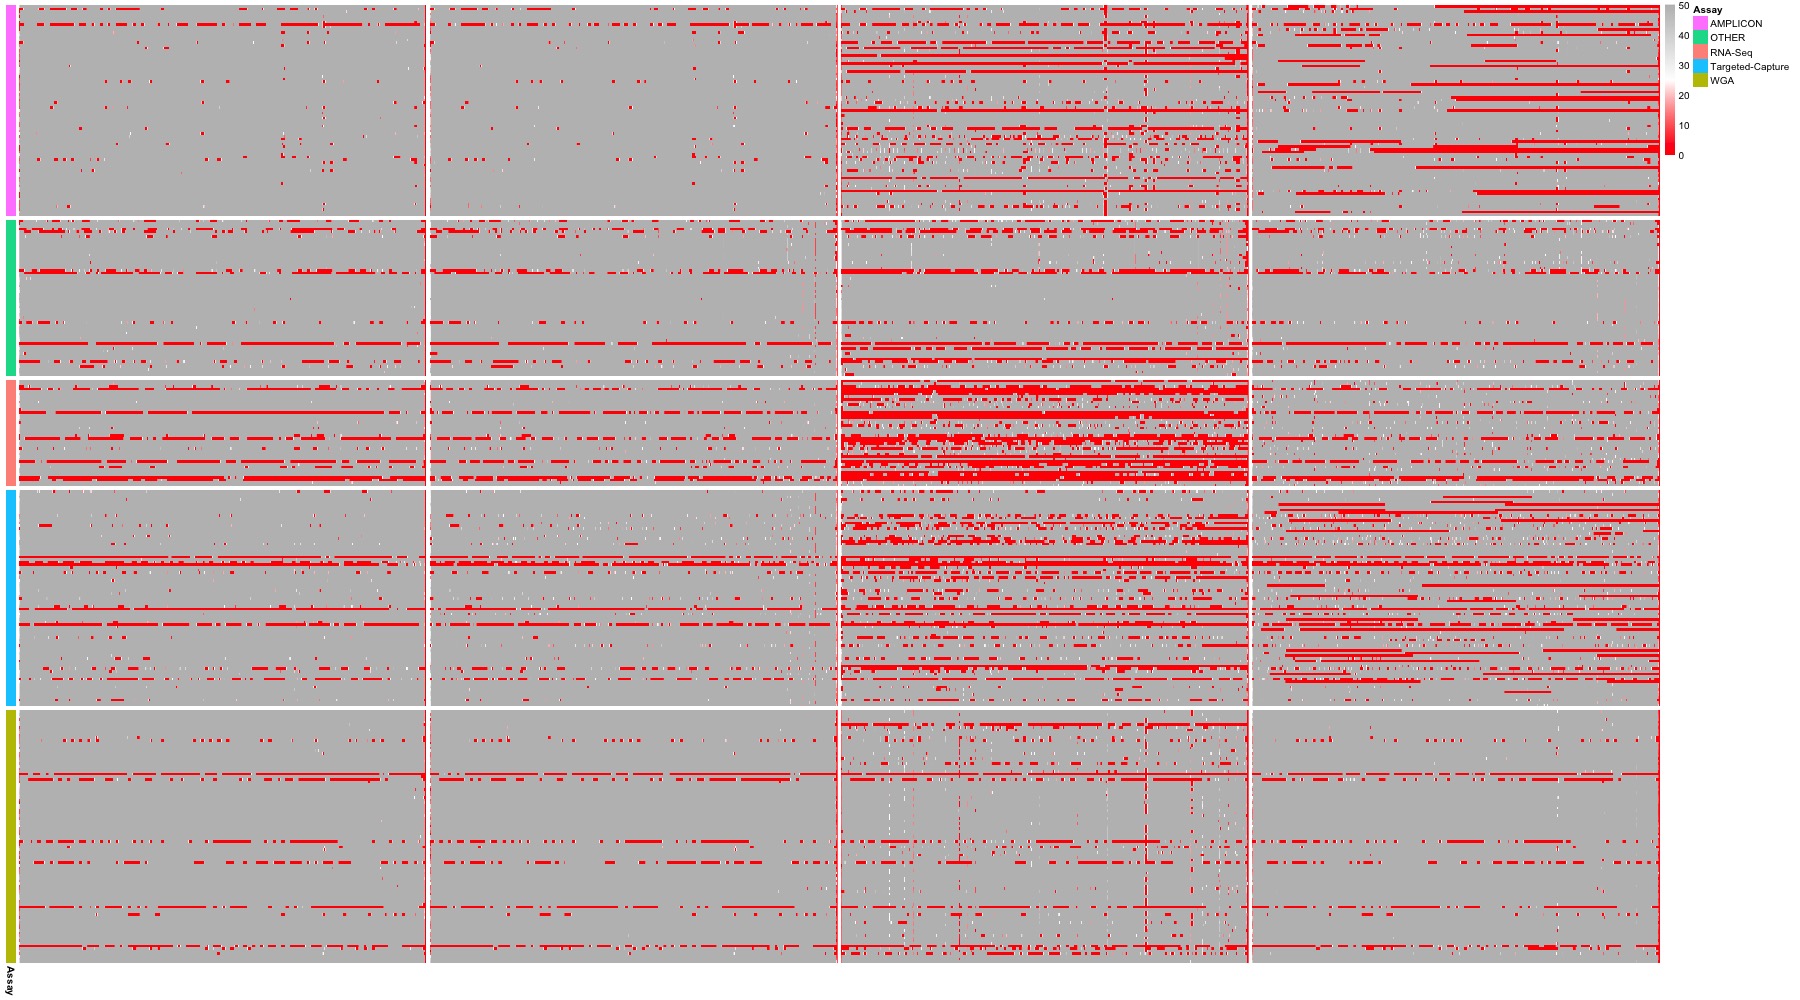 50
40
30
20
10
0
Assay
AMPLICON
OTHER
RNA-Seq
Targeted-Capture
WGA
Assay